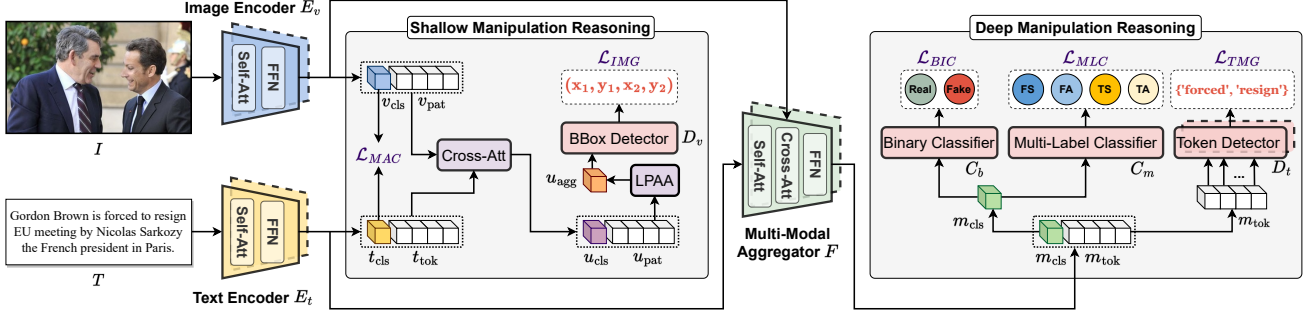 Image Encoder E_v
Self-Att
FFN
I
Gordon Brown is forced to resign
EU meeting by Nicolas Sarkozy
the French president in Paris.
T
Self-Att
FFN
Text Encoder E_t
Shallow Manipulation Reasoning
v_cls
v_pat
L_MAC
Cross-Att
t_cls
t_tok
L_IMG
(x_1, y_1, x_2, y_2)
BBox Detector
D_v
u_agg
LPAA
u_cls
u_pat
Self-Att
Cross-Att
FFN
Multi-Modal
Aggregator F
Deep Manipulation Reasoning
L_BIC
L_MLC
L_TMG
Real
Fake
FS
FA
TS
TA
{'forced', 'resign'}
Binary Classifier
Multi-Label Classifier
Token Detector
C_b
C_m
D_t
...
m_cls
m_tok
m_cls
m_tok